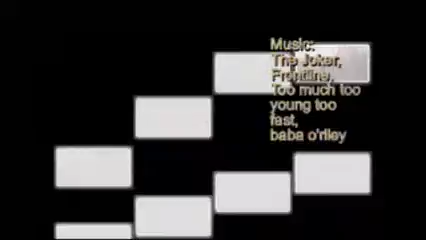 Music:
The Joker,
Frontline,
Too much too
young too
fast,
baba o'riley